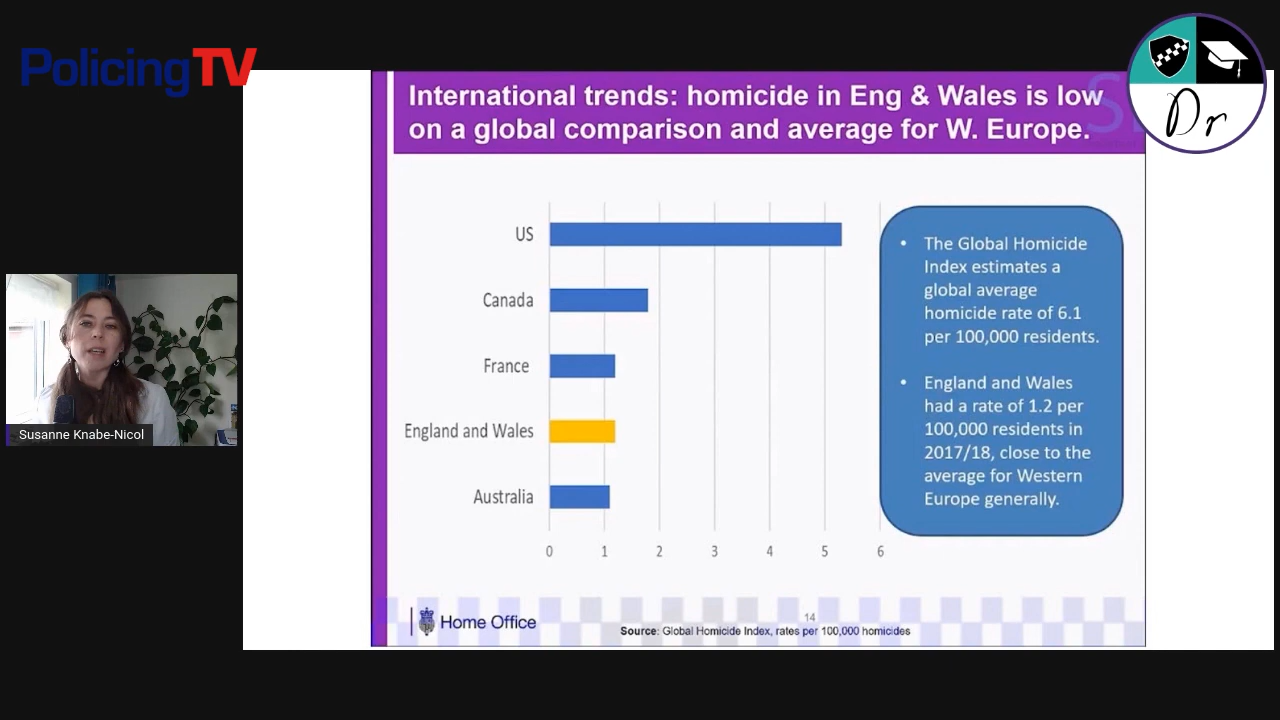 PolicingTV
Dr
International trends: homicide in Eng & Wales is low
on a global comparison and average for W. Europe.
US
Canada
France
England and Wales
Australia
0 1 2 3 4 5 6
• The Global Homicide
Index estimates a
global average
homicide rate of 6.1
per 100,000 residents.
• England and Wales
had a rate of 1.2 per
100,000 residents in
2017/18, close to the
average for Western
Europe generally.
Susanne Knabe-Nicol
Home Office
14
Source: Global Homicide Index, rates per 100,000 homicides